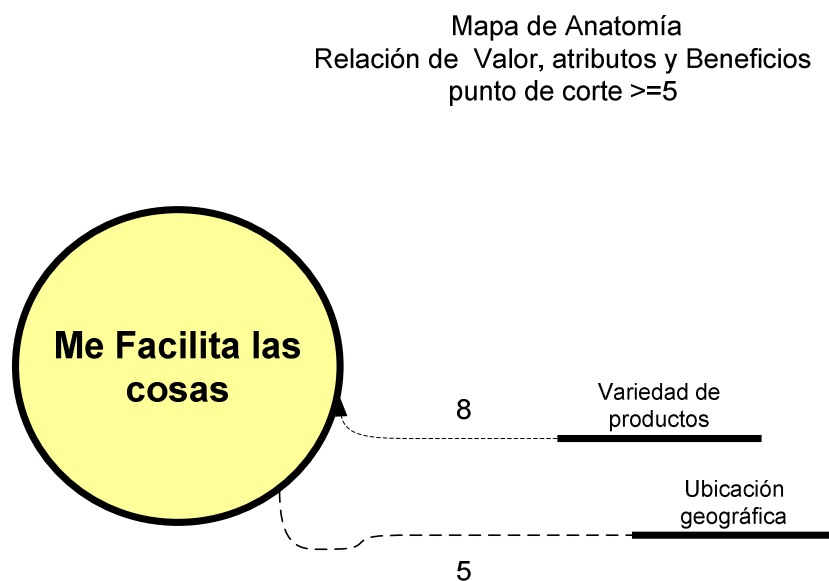 Mapa de Anatomía
Relación de Valor, atributos y Beneficios
punto de corte >=5
Me Facilita las
cosas
8
Variedad de
productos
Ubicación
geográfica
5